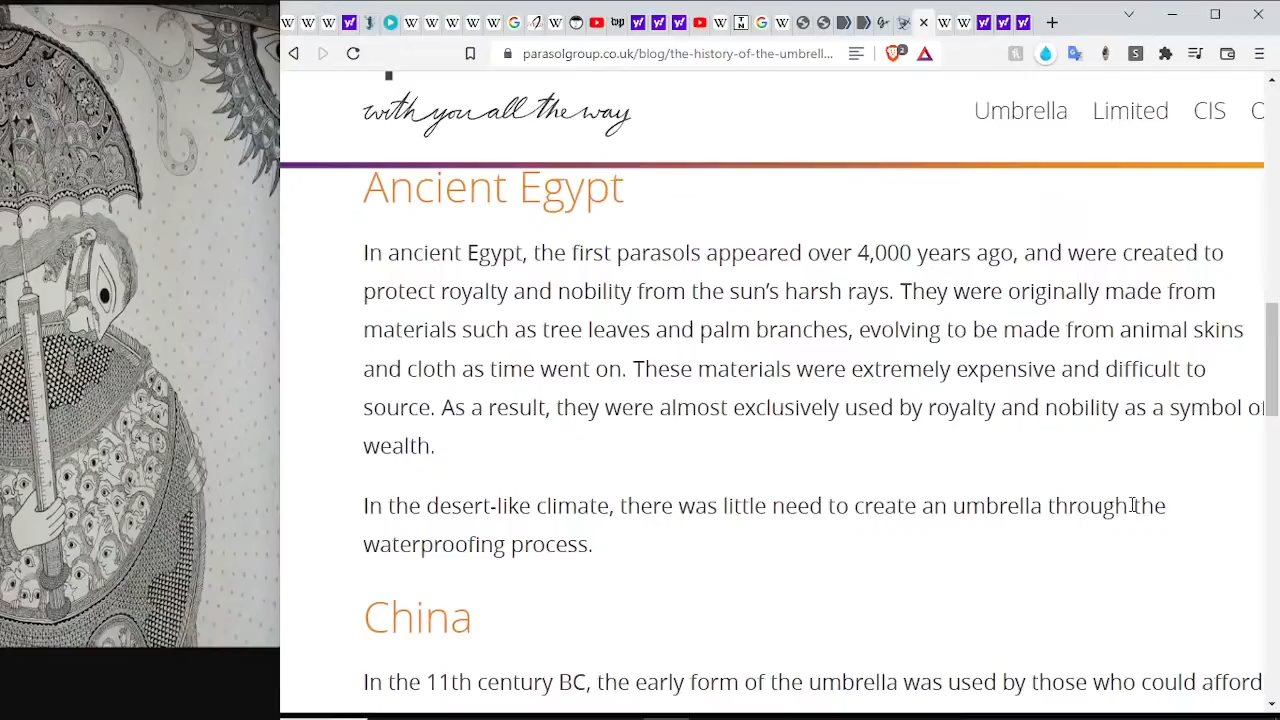 parasolgroup.co.uk/blog/the-history-of-the-umbrell...
2
S
with you all the way
Umbrella Limited CIS
Ancient Egypt
In ancient Egypt, the first parasols appeared over 4,000 years ago, and were created to
protect royalty and nobility from the sun’s harsh rays. They were originally made from
materials such as tree leaves and palm branches, evolving to be made from animal skins
and cloth as time went on. These materials were extremely expensive and difficult to
source. As a result, they were almost exclusively used by royalty and nobility as a symbol of
wealth.
In the desert-like climate, there was little need to create an umbrella through the
waterproofing process.
China
In the 11th century BC, the early form of the umbrella was used by those who could afford